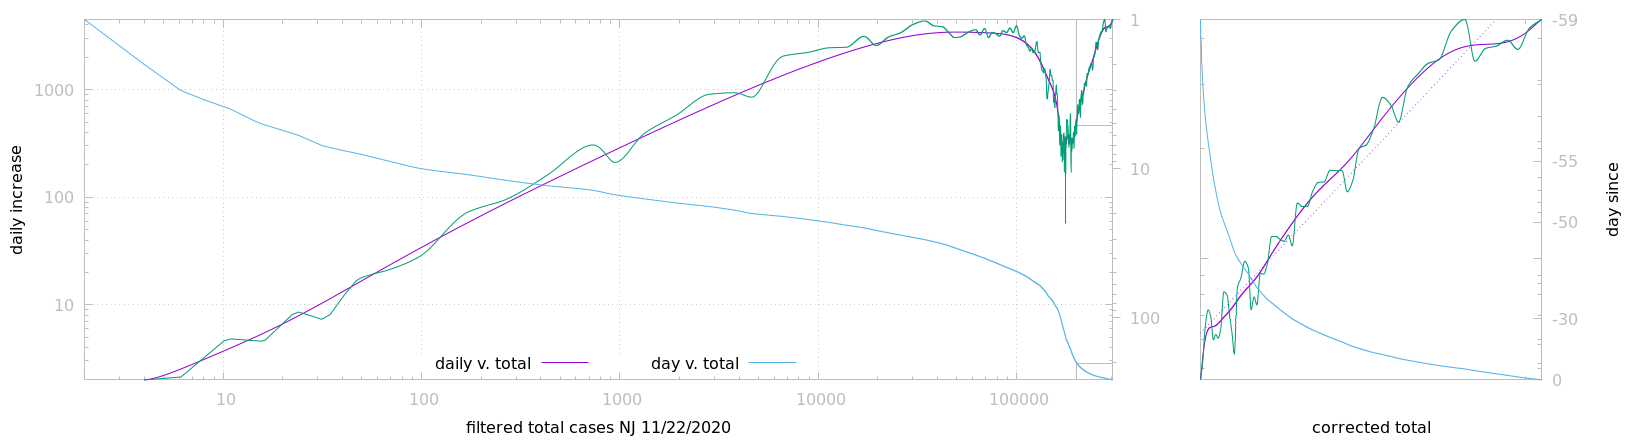 daily increase
1000
100
10
daily v. total
day v. total
10
100
1000
10000
100000
filtered total cases NJ 11/22/2020
1
10
100
-59
-55
-50
-30
0
day since
corrected total